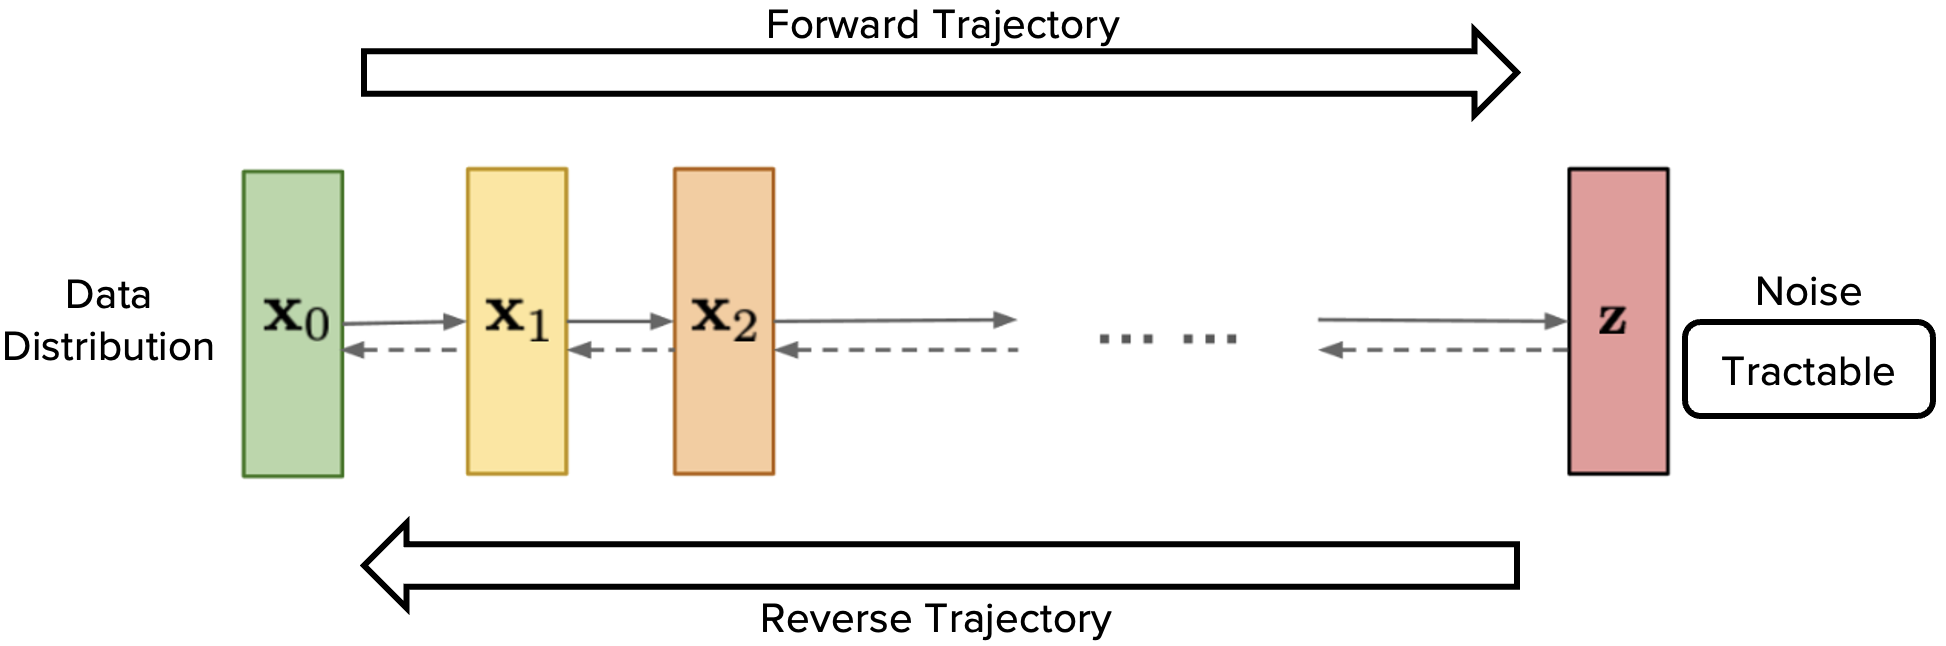 Forward Trajectory
Data
Distribution
x₀
x₁
x₂
... ...
z
Noise
Tractable
Reverse Trajectory